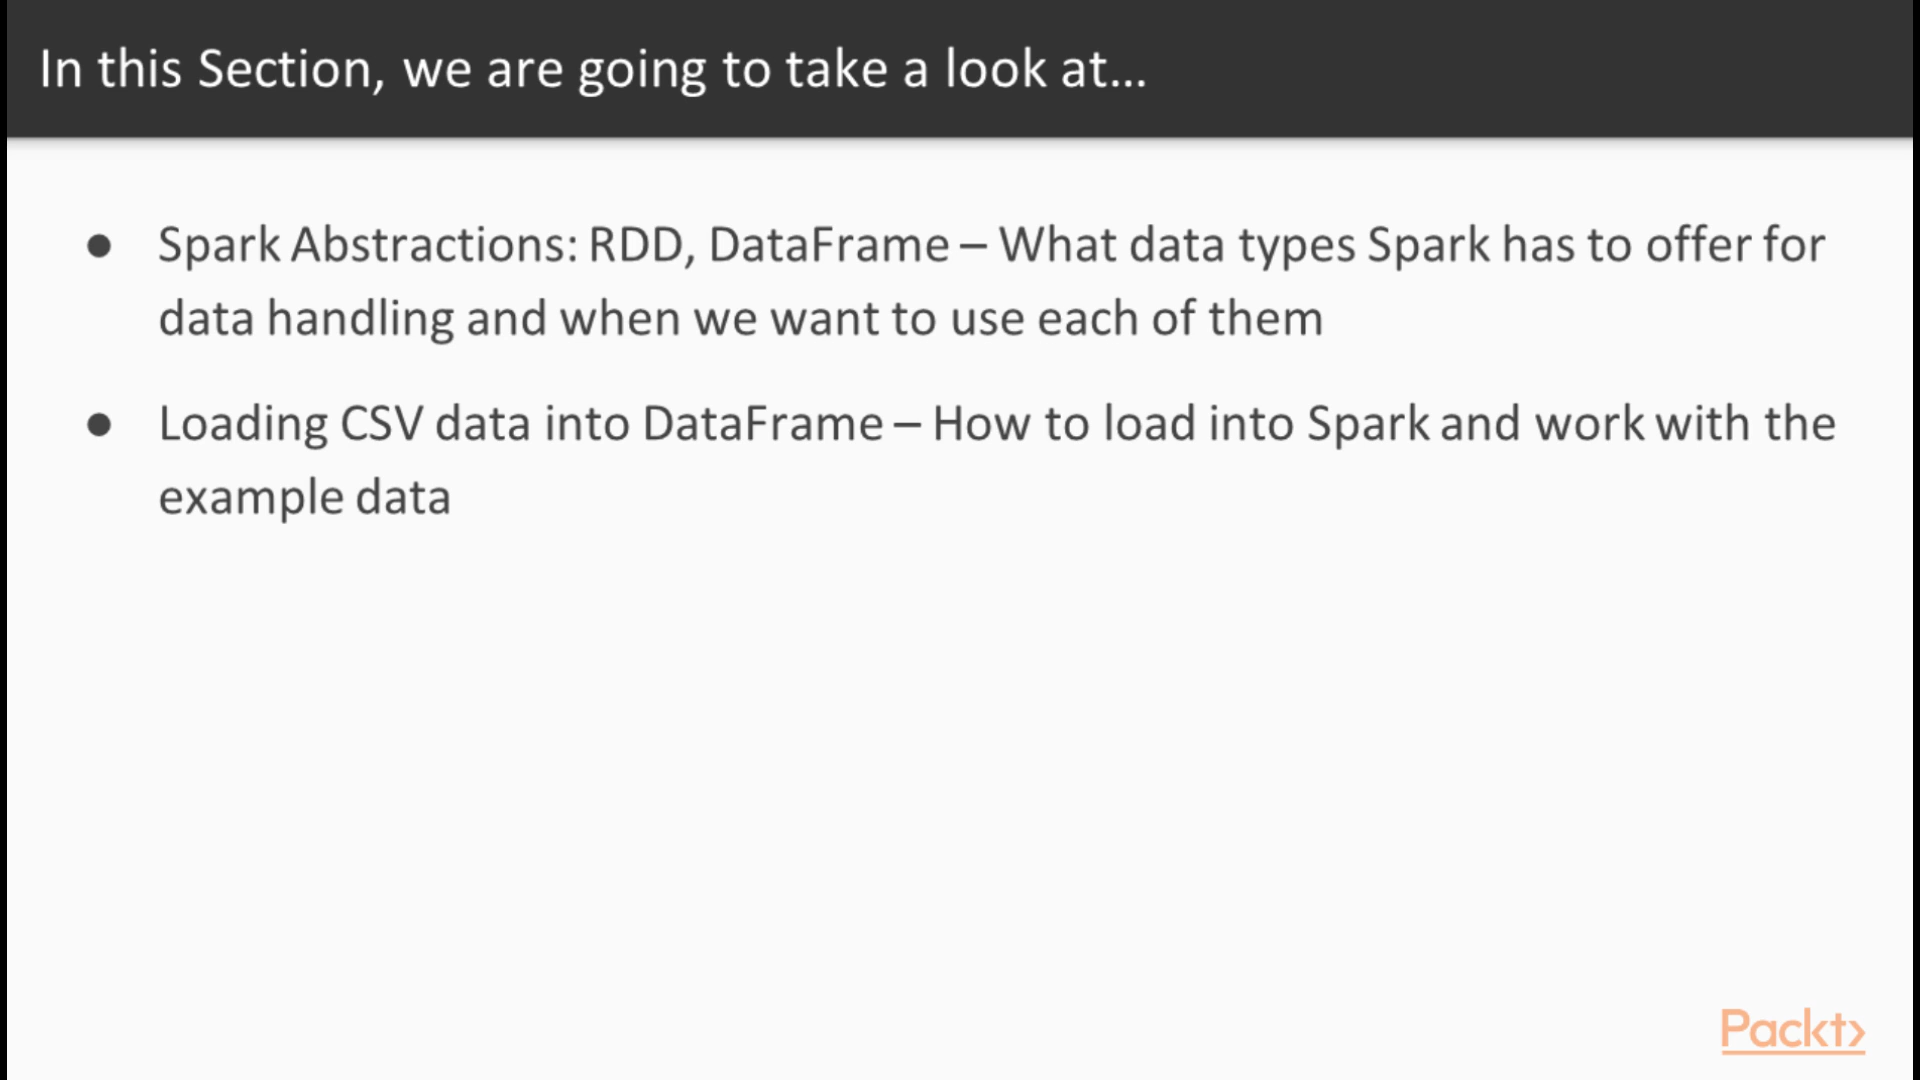 In this Section, we are going to take a look at...
● Spark Abstractions: RDD, DataFrame – What data types Spark has to offer for
data handling and when we want to use each of them
● Loading CSV data into DataFrame – How to load into Spark and work with the
example data
Packt>